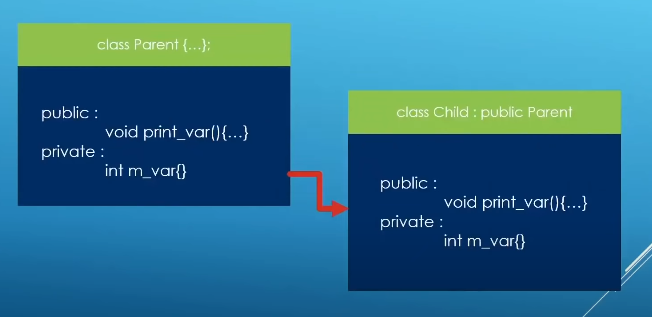 class Parent {...};
public :
void print_var(){...}
private :
int m_var{}
class Child : public Parent
public :
void print_var(){...}
private :
int m_var{}